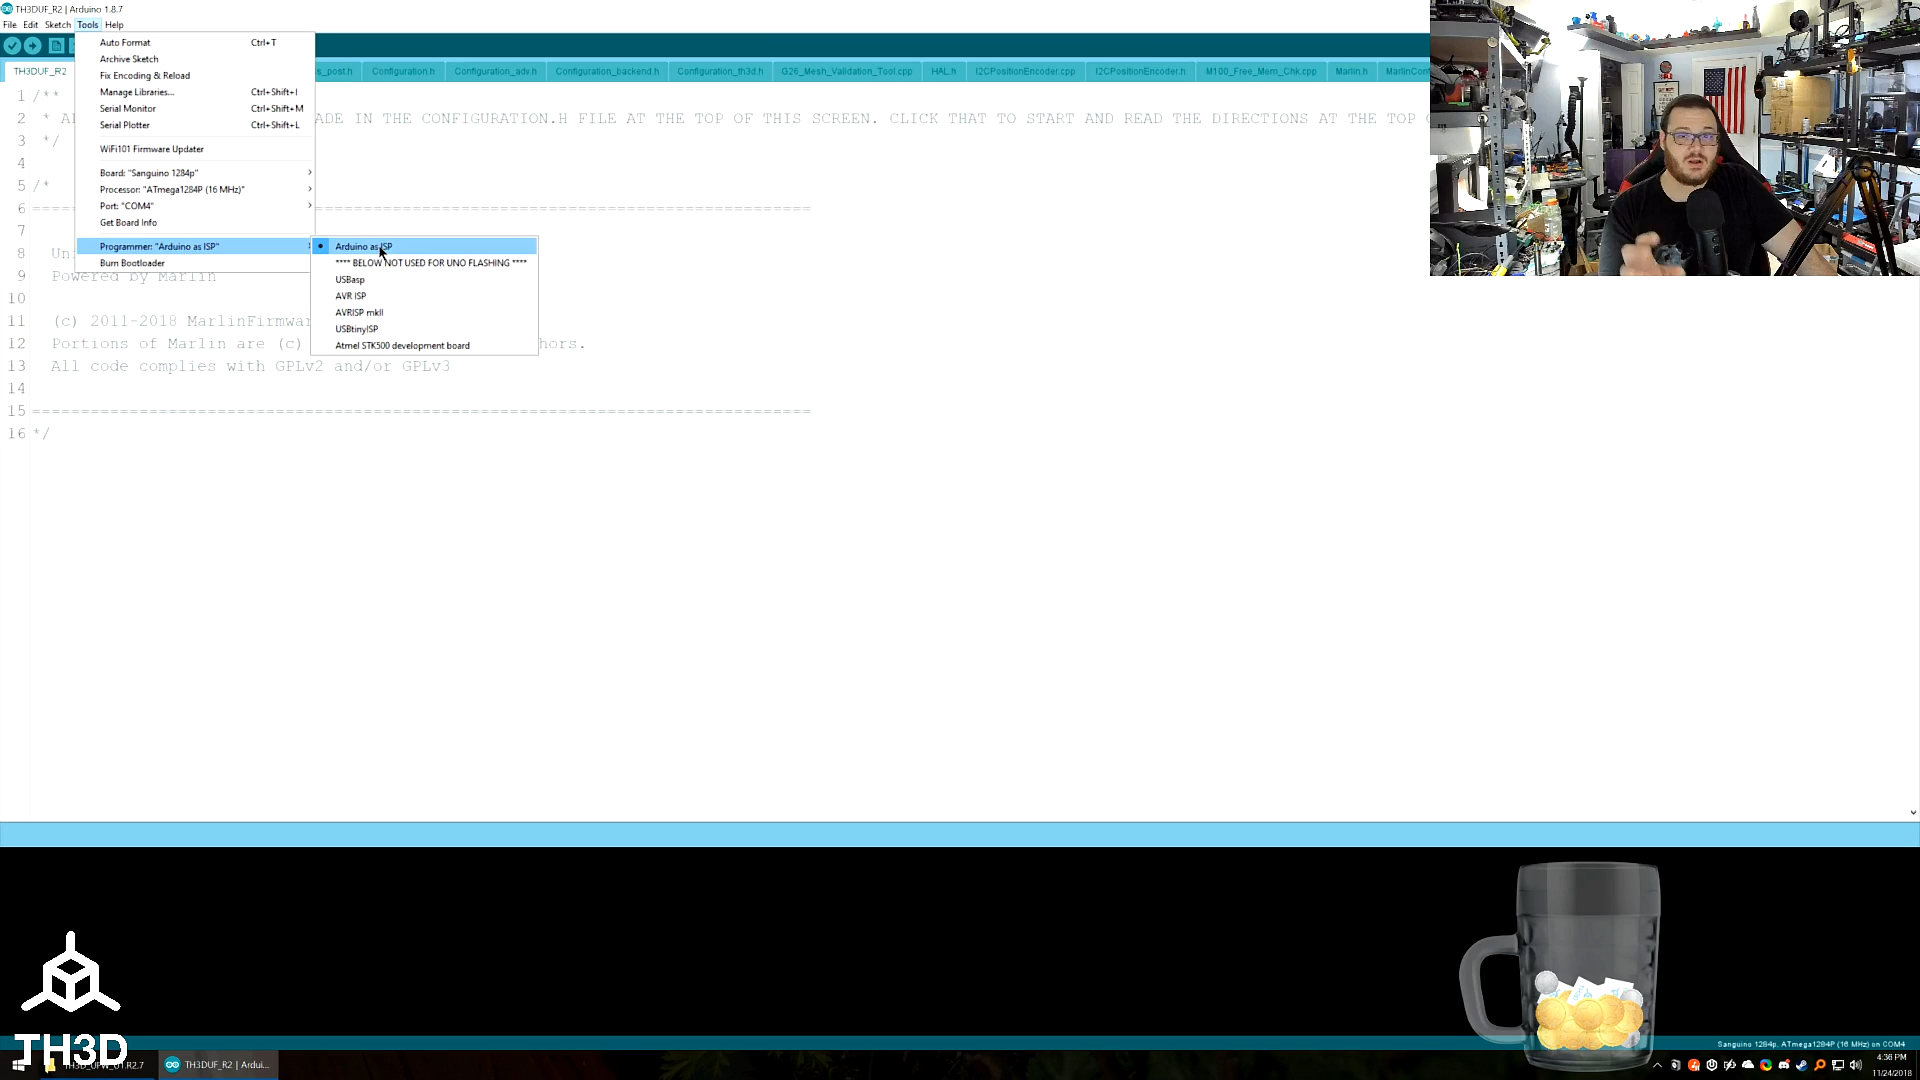 TH3DUF_R2 | Arduino 1.8.7
File Edit Sketch Tools Help
Auto Format Ctrl+T
Archive Sketch
Fix Encoding & Reload
Manage Libraries... Ctrl+Shift+I
Serial Monitor Ctrl+Shift+M
Serial Plotter Ctrl+Shift+L
WiFi101 Firmware Updater
Board: "Sanguino 1284p"
Processor: "ATmega1284P (16 MHz)"
Port: "COM4"
Get Board Info
Programmer: "Arduino as ISP"
Burn Bootloader
Arduino as ISP
**** BELOW NOT USED FOR UNO FLASHING ****
USBasp
AVR ISP
AVRISP mkII
USBtinyISP
Atmel STK500 development board
TH3DUF_R2 s_post.h Configuration.h Configuration_adv.h Configuration_backend.h Configuration_th3d.h G26_Mesh_Validation_Tool.cpp HAL.h I2CPositionEncoder.cpp I2CPositionEncoder.h M100_Free_Mem_Chk.cpp Marlin.h MarlinCon
1 /**
2 * A ADE IN THE CONFIGURATION.H FILE AT THE TOP OF THIS SCREEN. CLICK THAT TO START AND READ THE DIRECTIONS AT THE TOP
3 */
4
5 /*
6 ================================================================================
7
8 Un
9 Powered by Marlin
10
11 (c) 2011-2018 MarlinFirmwa
12 Portions of Marlin are (c) hors.
13 All code complies with GPLv2 and/or GPLv3
14
15 ================================================================================
16 */
TH3D
Sanguino 1284p, ATmega1284P (16 MHz) on COM4
TH3DUF_R2 | Ardui...
4:36 PM
11/24/2018